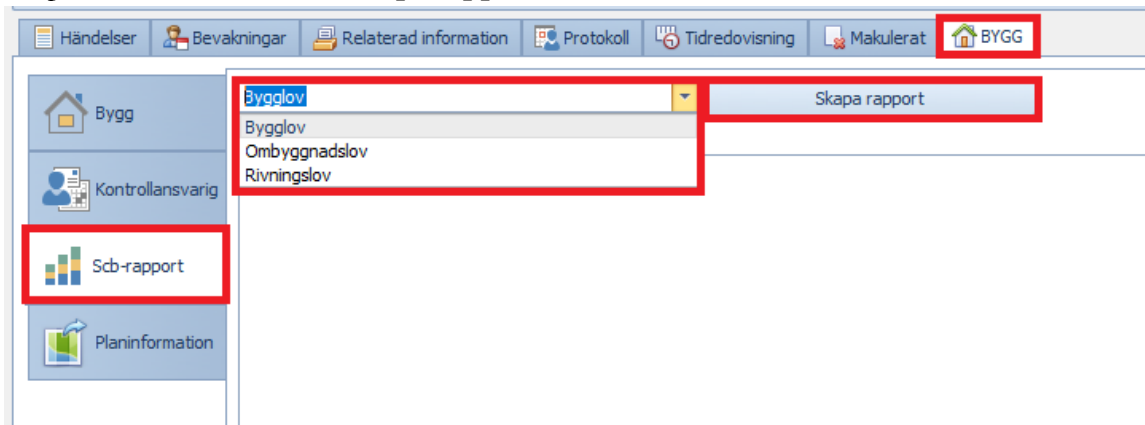 Händelser Bevakningar Relaterad information Protokoll Tidredovisning Makulerat BYGG
Bygg
Bygglov Skapa rapport
Bygglov
Ombyggnadslov
Rivningslov
Kontrollansvarig
Scb-rapport
Planinformation